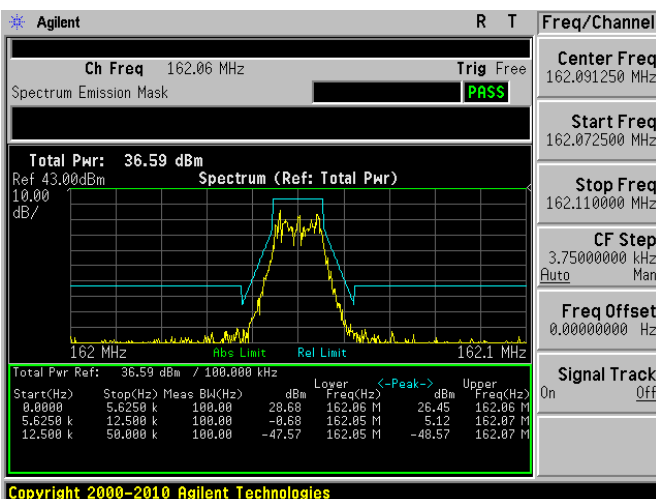 Agilent R T Freq/Channel
Ch Freq 162.06 MHz Trig Free
Spectrum Emission Mask PASS
Center Freq
162.091250 MHz
Start Freq
162.072500 MHz
Stop Freq
162.110000 MHz
CF Step
3.75000000 kHz
Auto Man
Freq Offset
0.00000000 Hz
Signal Track
On Off
Total Pwr: 36.59 dBm
Ref 43.00dBm Spectrum (Ref: Total Pwr)
10.00
dB/
162 MHz Abs Limit Rel Limit 162.1 MHz
Total Pwr Ref: 36.59 dBm / 100.000 kHz
Lower <-Peak-> Upper
Start(Hz) Stop(Hz) Meas BW(Hz) dBm Freq(Hz) dBm Freq(Hz)
0.0000 5.6250 k 100.00 28.68 162.06 M 26.45 162.06 M
5.6250 k 12.500 k 100.00 -0.68 162.05 M 5.12 162.07 M
12.500 k 50.000 k 100.00 -47.57 162.05 M -48.57 162.07 M
Copyright 2000-2010 Agilent Technologies